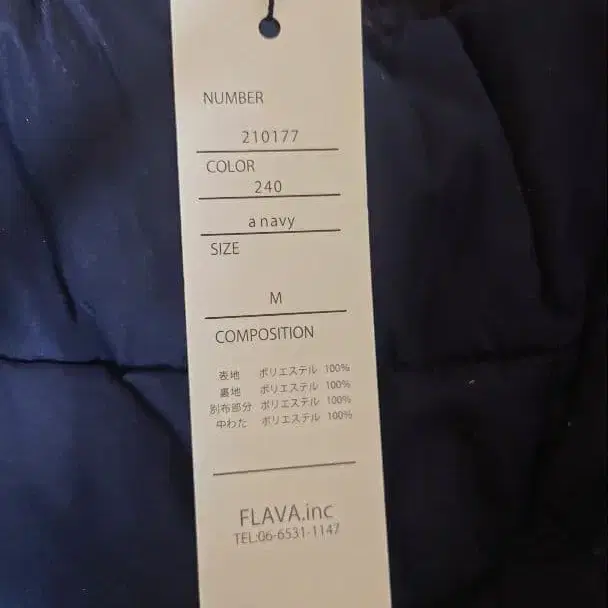 NUMBER
210177
COLOR
240
a navy
SIZE
M
COMPOSITION
表地 ポリエステル 100%
裏地 ポリエステル 100%
別布部分 ポリエステル 100%
中わた ポリエステル 100%
FLAVA.inc
TEL:06-6531-1147